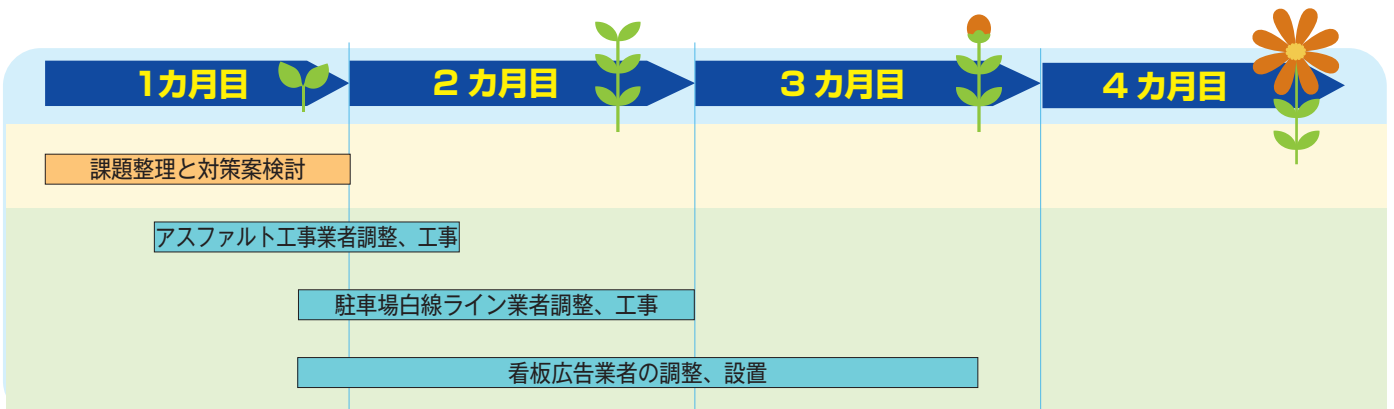 1カ月目
2 カ月目
3 カ月目
4 カ月目
課題整理と対策案検討
アスファルト工事業者調整、工事
駐車場白線ライン業者調整、工事
看板広告業者の調整、設置